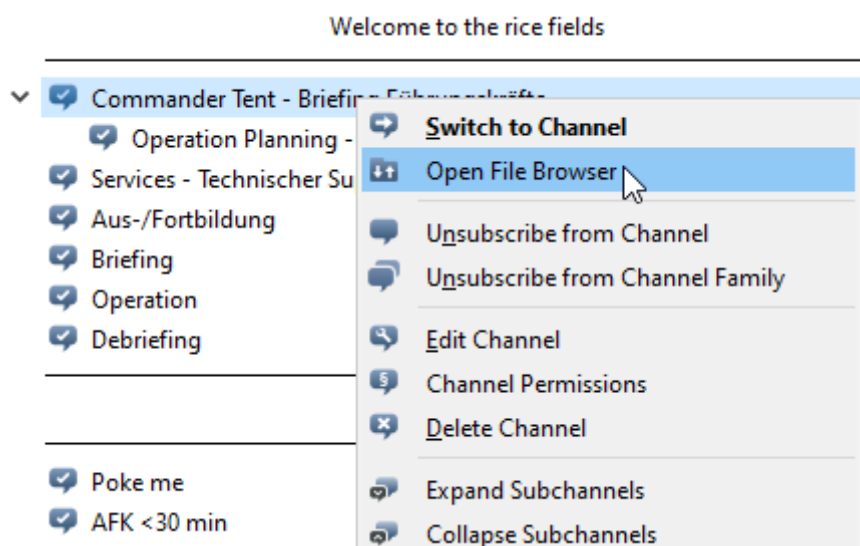 Welcome to the rice fields
Commander Tent - Briefing Führungskräfte
Switch to Channel
Operation Planning -
Open File Browser
Services - Technischer Su
Aus-/Fortbildung
Unsubscribe from Channel
Briefing
Unsubscribe from Channel Family
Operation
Debriefing
Edit Channel
Channel Permissions
Delete Channel
Poke me
Expand Subchannels
AFK <30 min
Collapse Subchannels